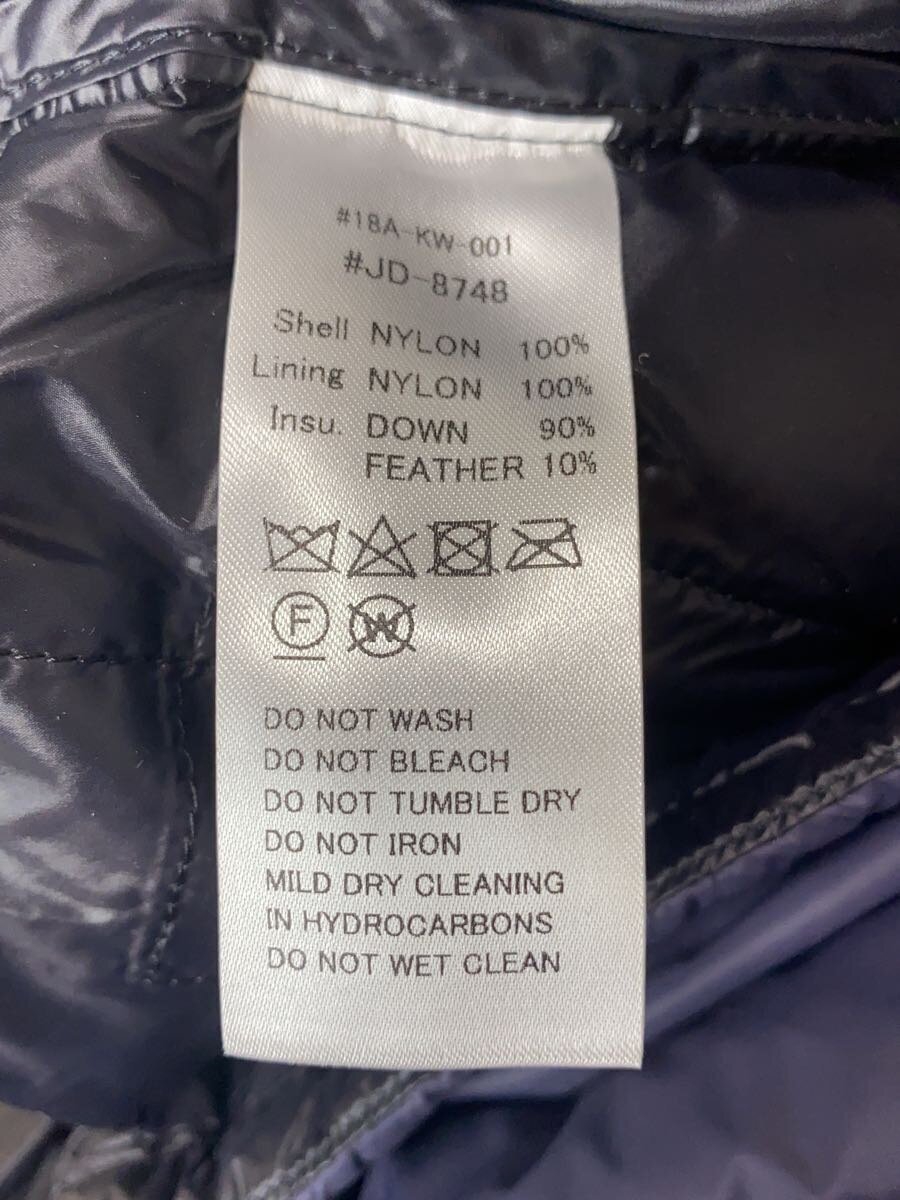 #18A-KW-001
#JD-8748
Shell NYLON 100%
Lining NYLON 100%
Insu. DOWN 90%
FEATHER 10%
F W
DO NOT WASH
DO NOT BLEACH
DO NOT TUMBLE DRY
DO NOT IRON
MILD DRY CLEANING
IN HYDROCARBONS
DO NOT WET CLEAN